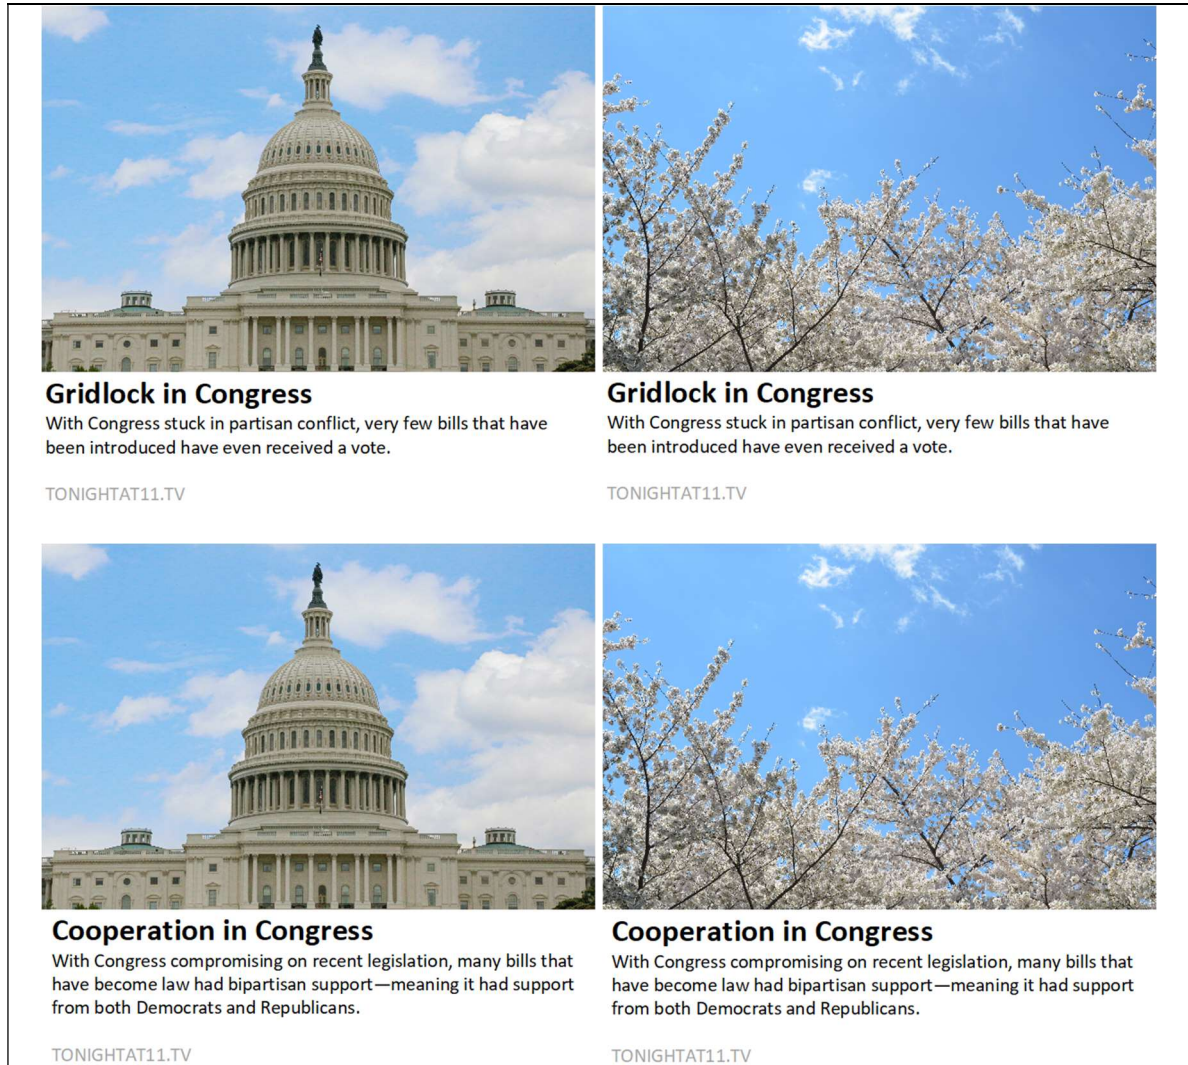 Gridlock in Congress
With Congress stuck in partisan conflict, very few bills that have
been introduced have even received a vote.
TONIGHTAT11.TV
Gridlock in Congress
With Congress stuck in partisan conflict, very few bills that have
been introduced have even received a vote.
TONIGHTAT11.TV
Cooperation in Congress
With Congress compromising on recent legislation, many bills that
have become law had bipartisan support—meaning it had support
from both Democrats and Republicans.
TONIGHTAT11.TV
Cooperation in Congress
With Congress compromising on recent legislation, many bills that
have become law had bipartisan support—meaning it had support
from both Democrats and Republicans.
TONIGHTAT11.TV